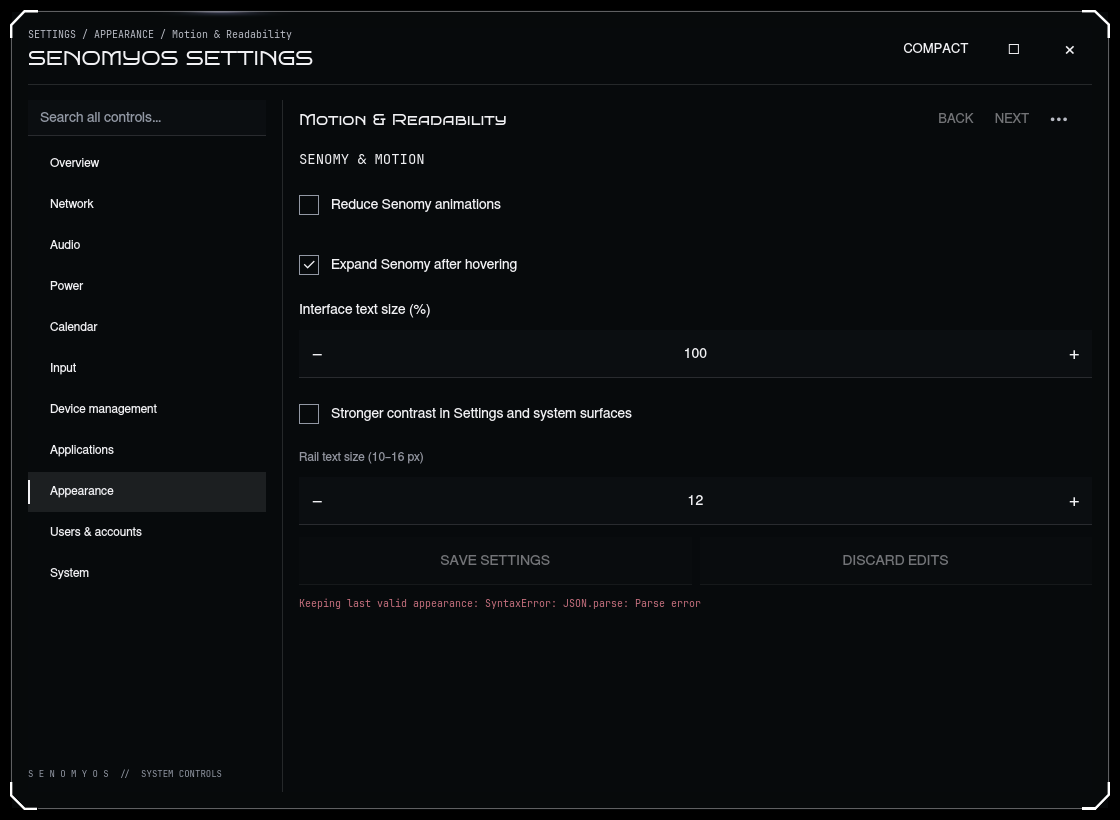 SETTINGS / APPEARANCE / Motion & Readability
SENOMYOS SETTINGS
COMPACT
Search all controls...
Overview
Network
Audio
Power
Calendar
Input
Device management
Applications
Appearance
Users & accounts
System
SENOMYOS // SYSTEM CONTROLS
Motion & Readability
BACK NEXT •••
SENOMY & MOTION
Reduce Senomy animations
Expand Senomy after hovering
Interface text size (%)
− 100 +
Stronger contrast in Settings and system surfaces
Rail text size (10–16 px)
− 12 +
SAVE SETTINGS DISCARD EDITS
Keeping last valid appearance: SyntaxError: JSON.parse: Parse error